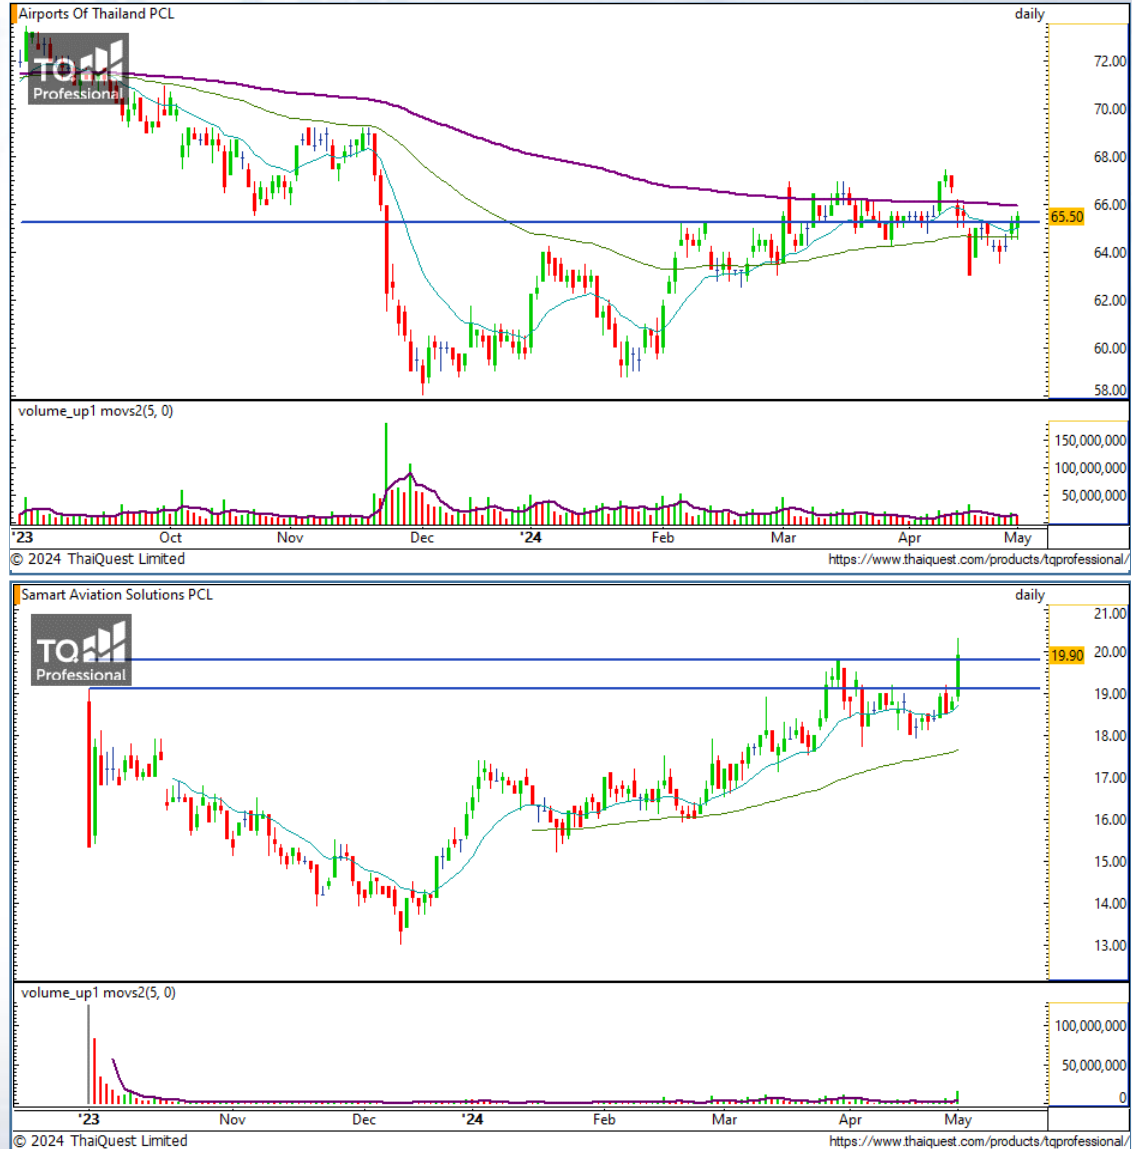 Airports Of Thailand PCL daily
TQ
Professional
72.00
70.00
68.00
66.00
65.50
64.00
62.00
60.00
58.00
volume_up1 movs2(5, 0)
150,000,000
100,000,000
50,000,000
'23 Oct Nov Dec '24 Feb Mar Apr May
© 2024 ThaiQuest Limited https://www.thaiquest.com/products/tqprofessional/
Samart Aviation Solutions PCL daily
TQ
Professional
21.00
20.00
19.90
19.00
18.00
17.00
16.00
15.00
14.00
13.00
volume_up1 movs2(5, 0)
100,000,000
50,000,000
0
'23 Nov Dec '24 Feb Mar Apr May
© 2024 ThaiQuest Limited https://www.thaiquest.com/products/tqprofessional/